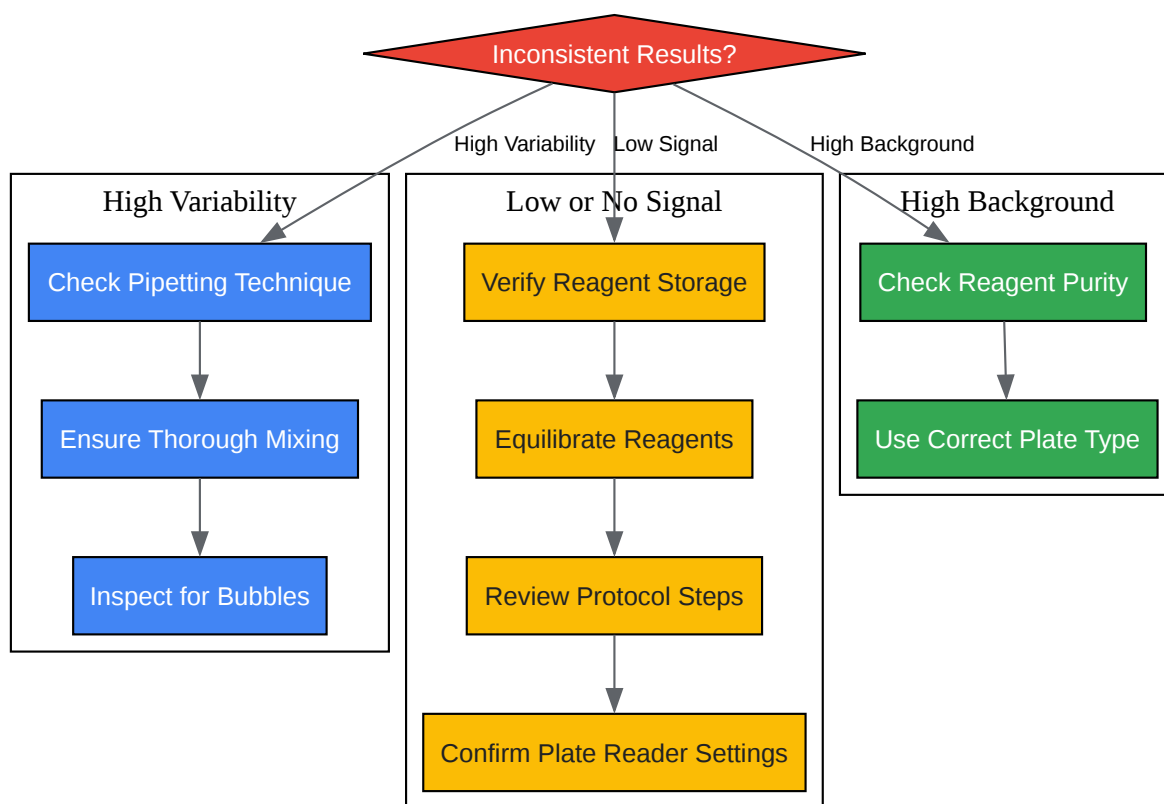 Inconsistent Results?
High Variability
Low Signal
High Background
High Variability
Check Pipetting Technique
Ensure Thorough Mixing
Inspect for Bubbles
Low or No Signal
Verify Reagent Storage
Equilibrate Reagents
Review Protocol Steps
Confirm Plate Reader Settings
High Background
Check Reagent Purity
Use Correct Plate Type